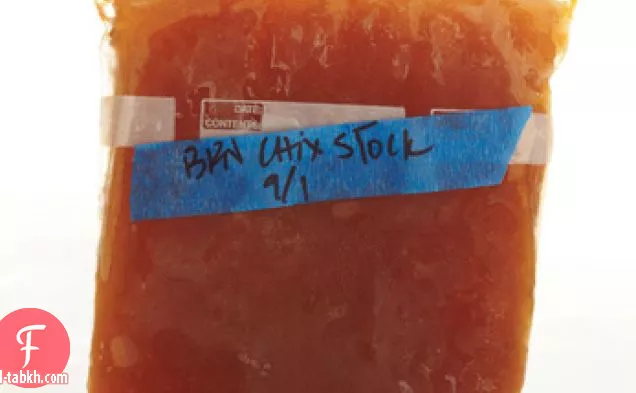 DATE:
CONTENTS:
BRN CHIX STOCK
9/1
F
l-tabkh.com